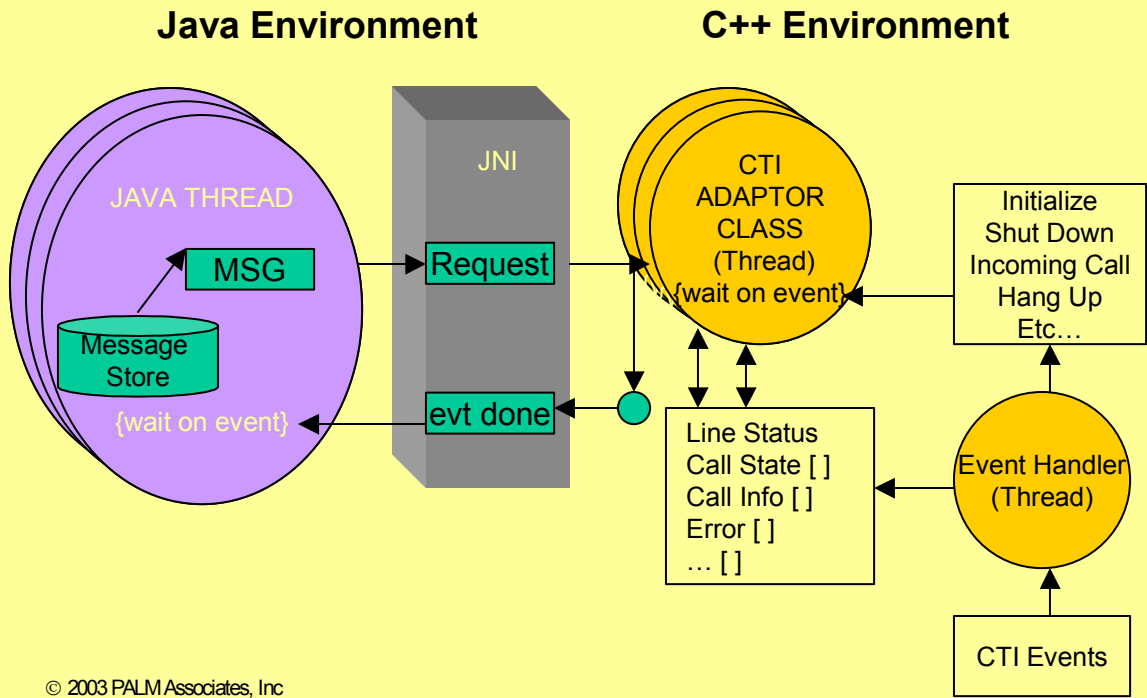 Java Environment
C++ Environment
JAVA THREAD
MSG
Message
Store
{wait on event}
JNI
Request
evt done
CTI
ADAPTOR
CLASS
(Thread)
{wait on event}
Initialize
Shut Down
Incoming Call
Hang Up
Etc…
Line Status
Call State [ ]
Call Info [ ]
Error [ ]
… [ ]
Event Handler
(Thread)
CTI Events
© 2003 PALM Associates, Inc